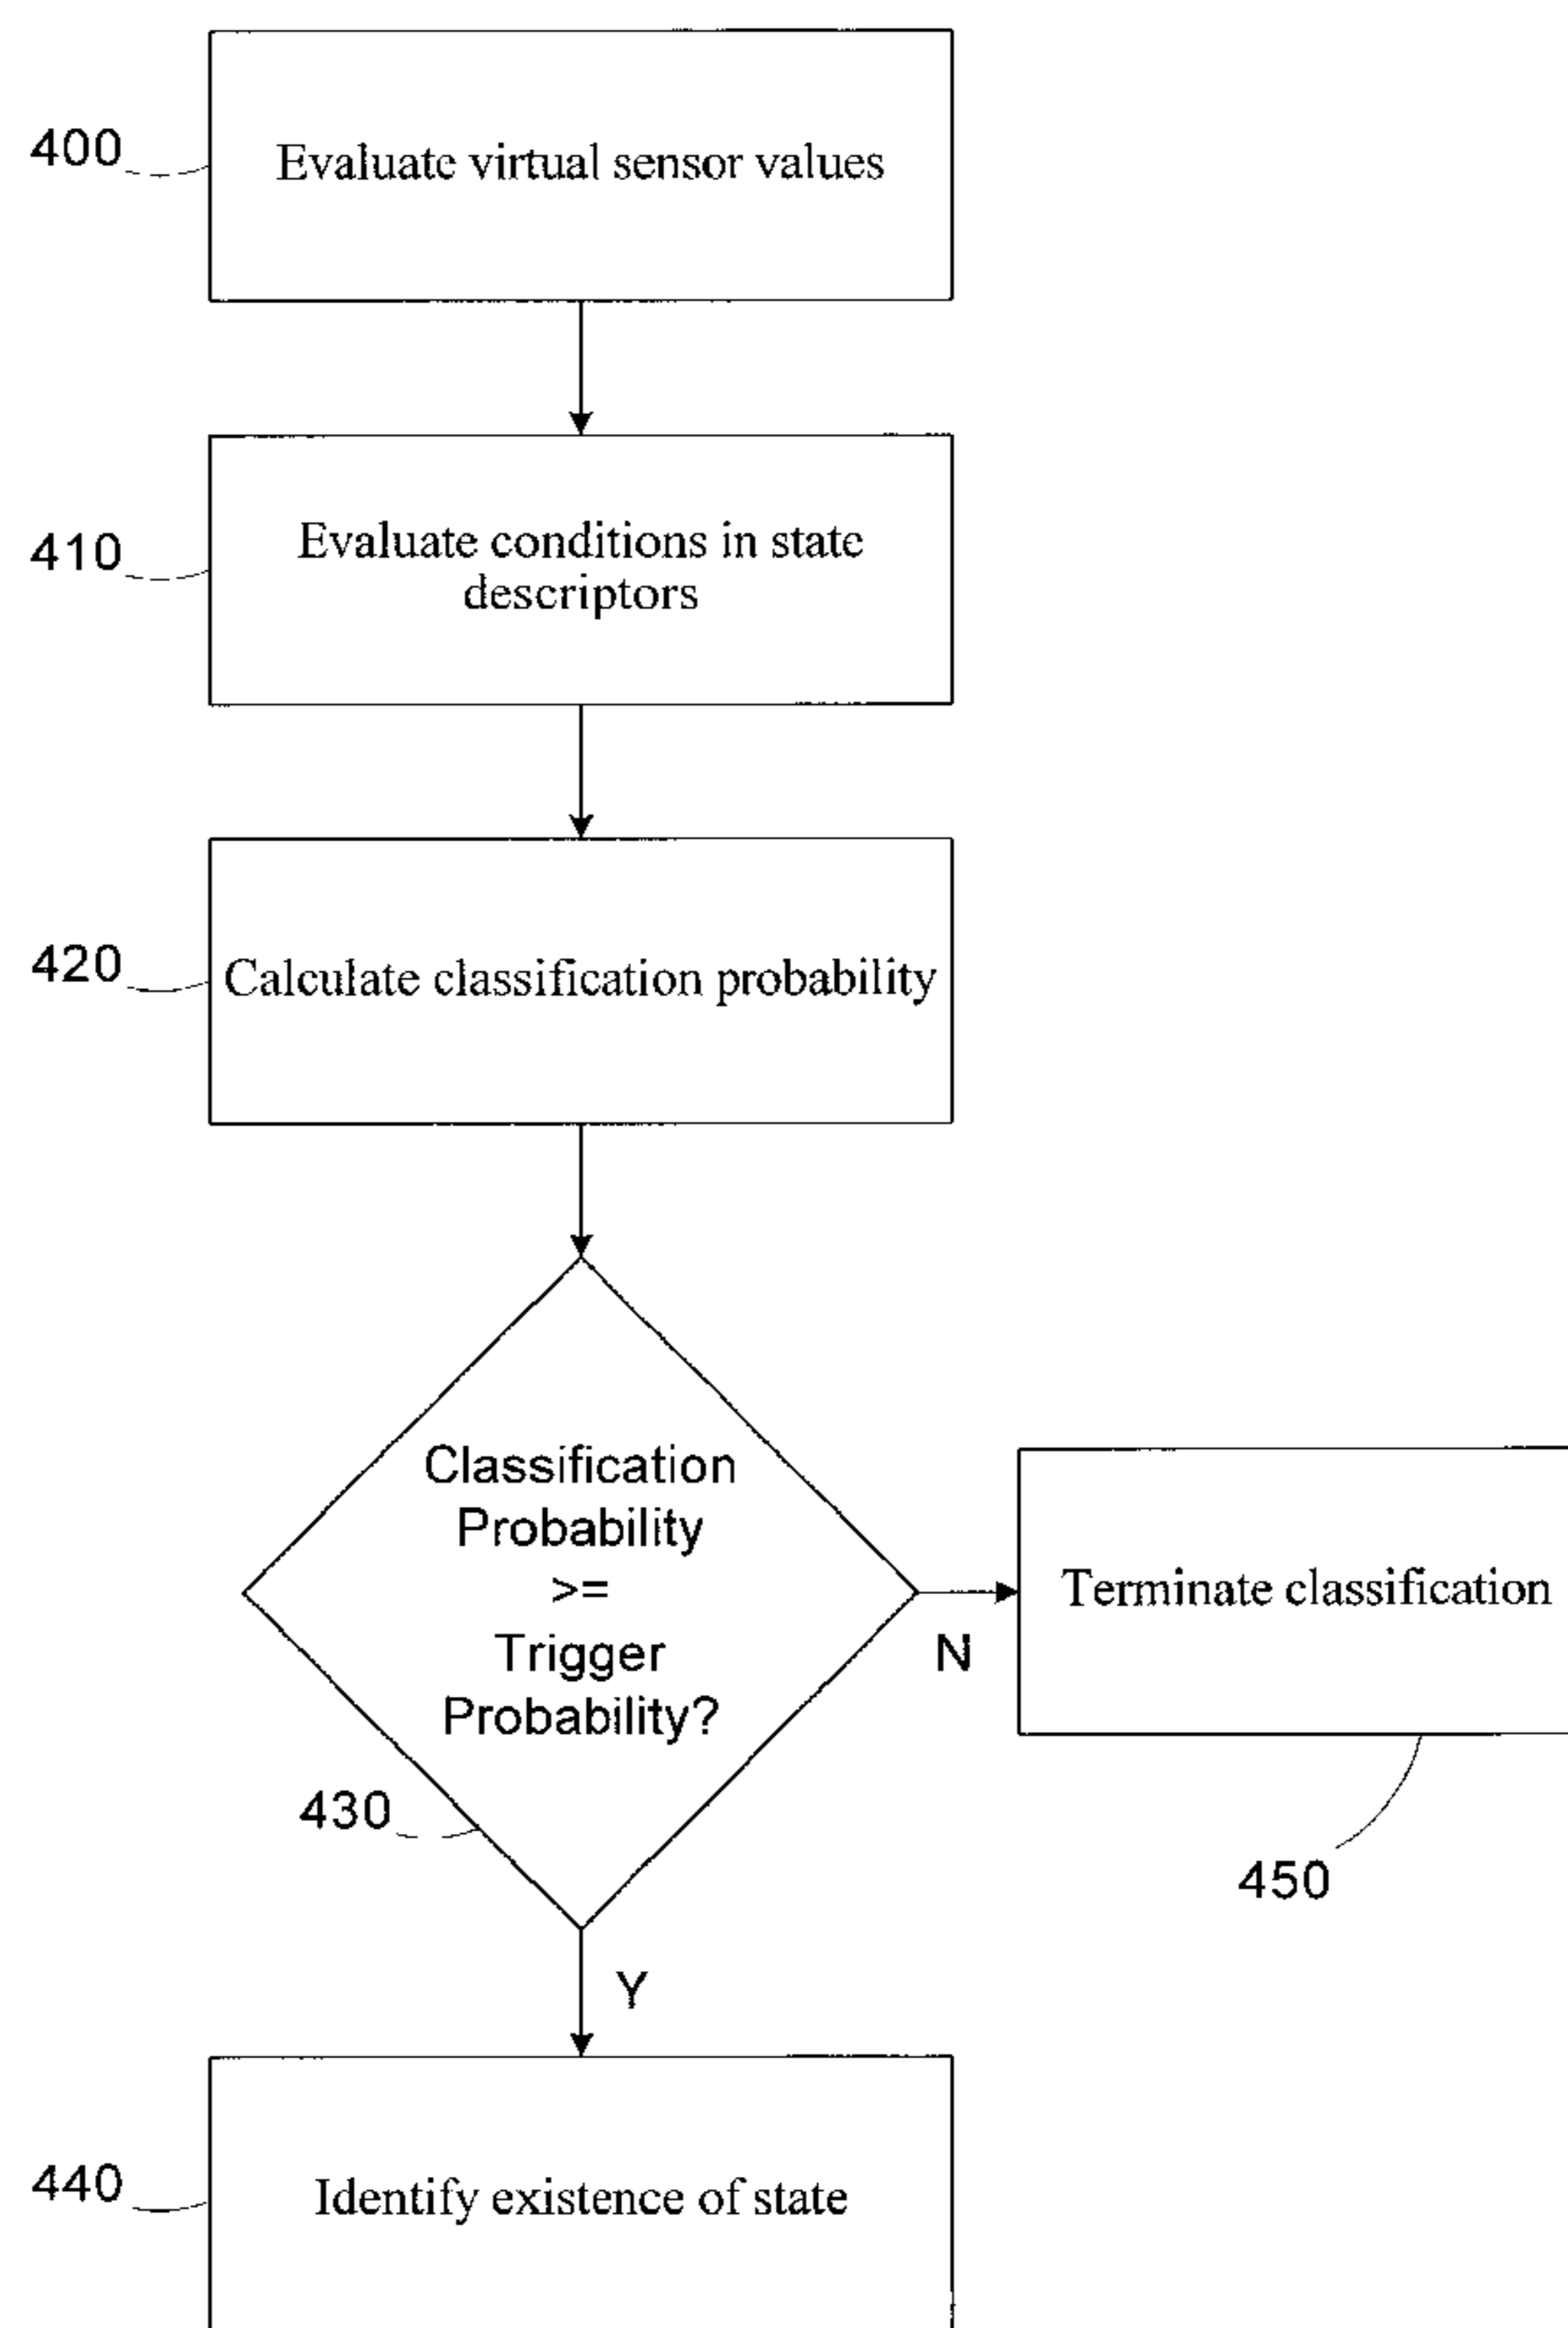 400
Evaluate virtual sensor values
410
Evaluate conditions in state
descriptors
420
Calculate classification probability
Classification
Probability
>=
Trigger
Probability?
N
Terminate classification
430
450
Y
440
Identify existence of state